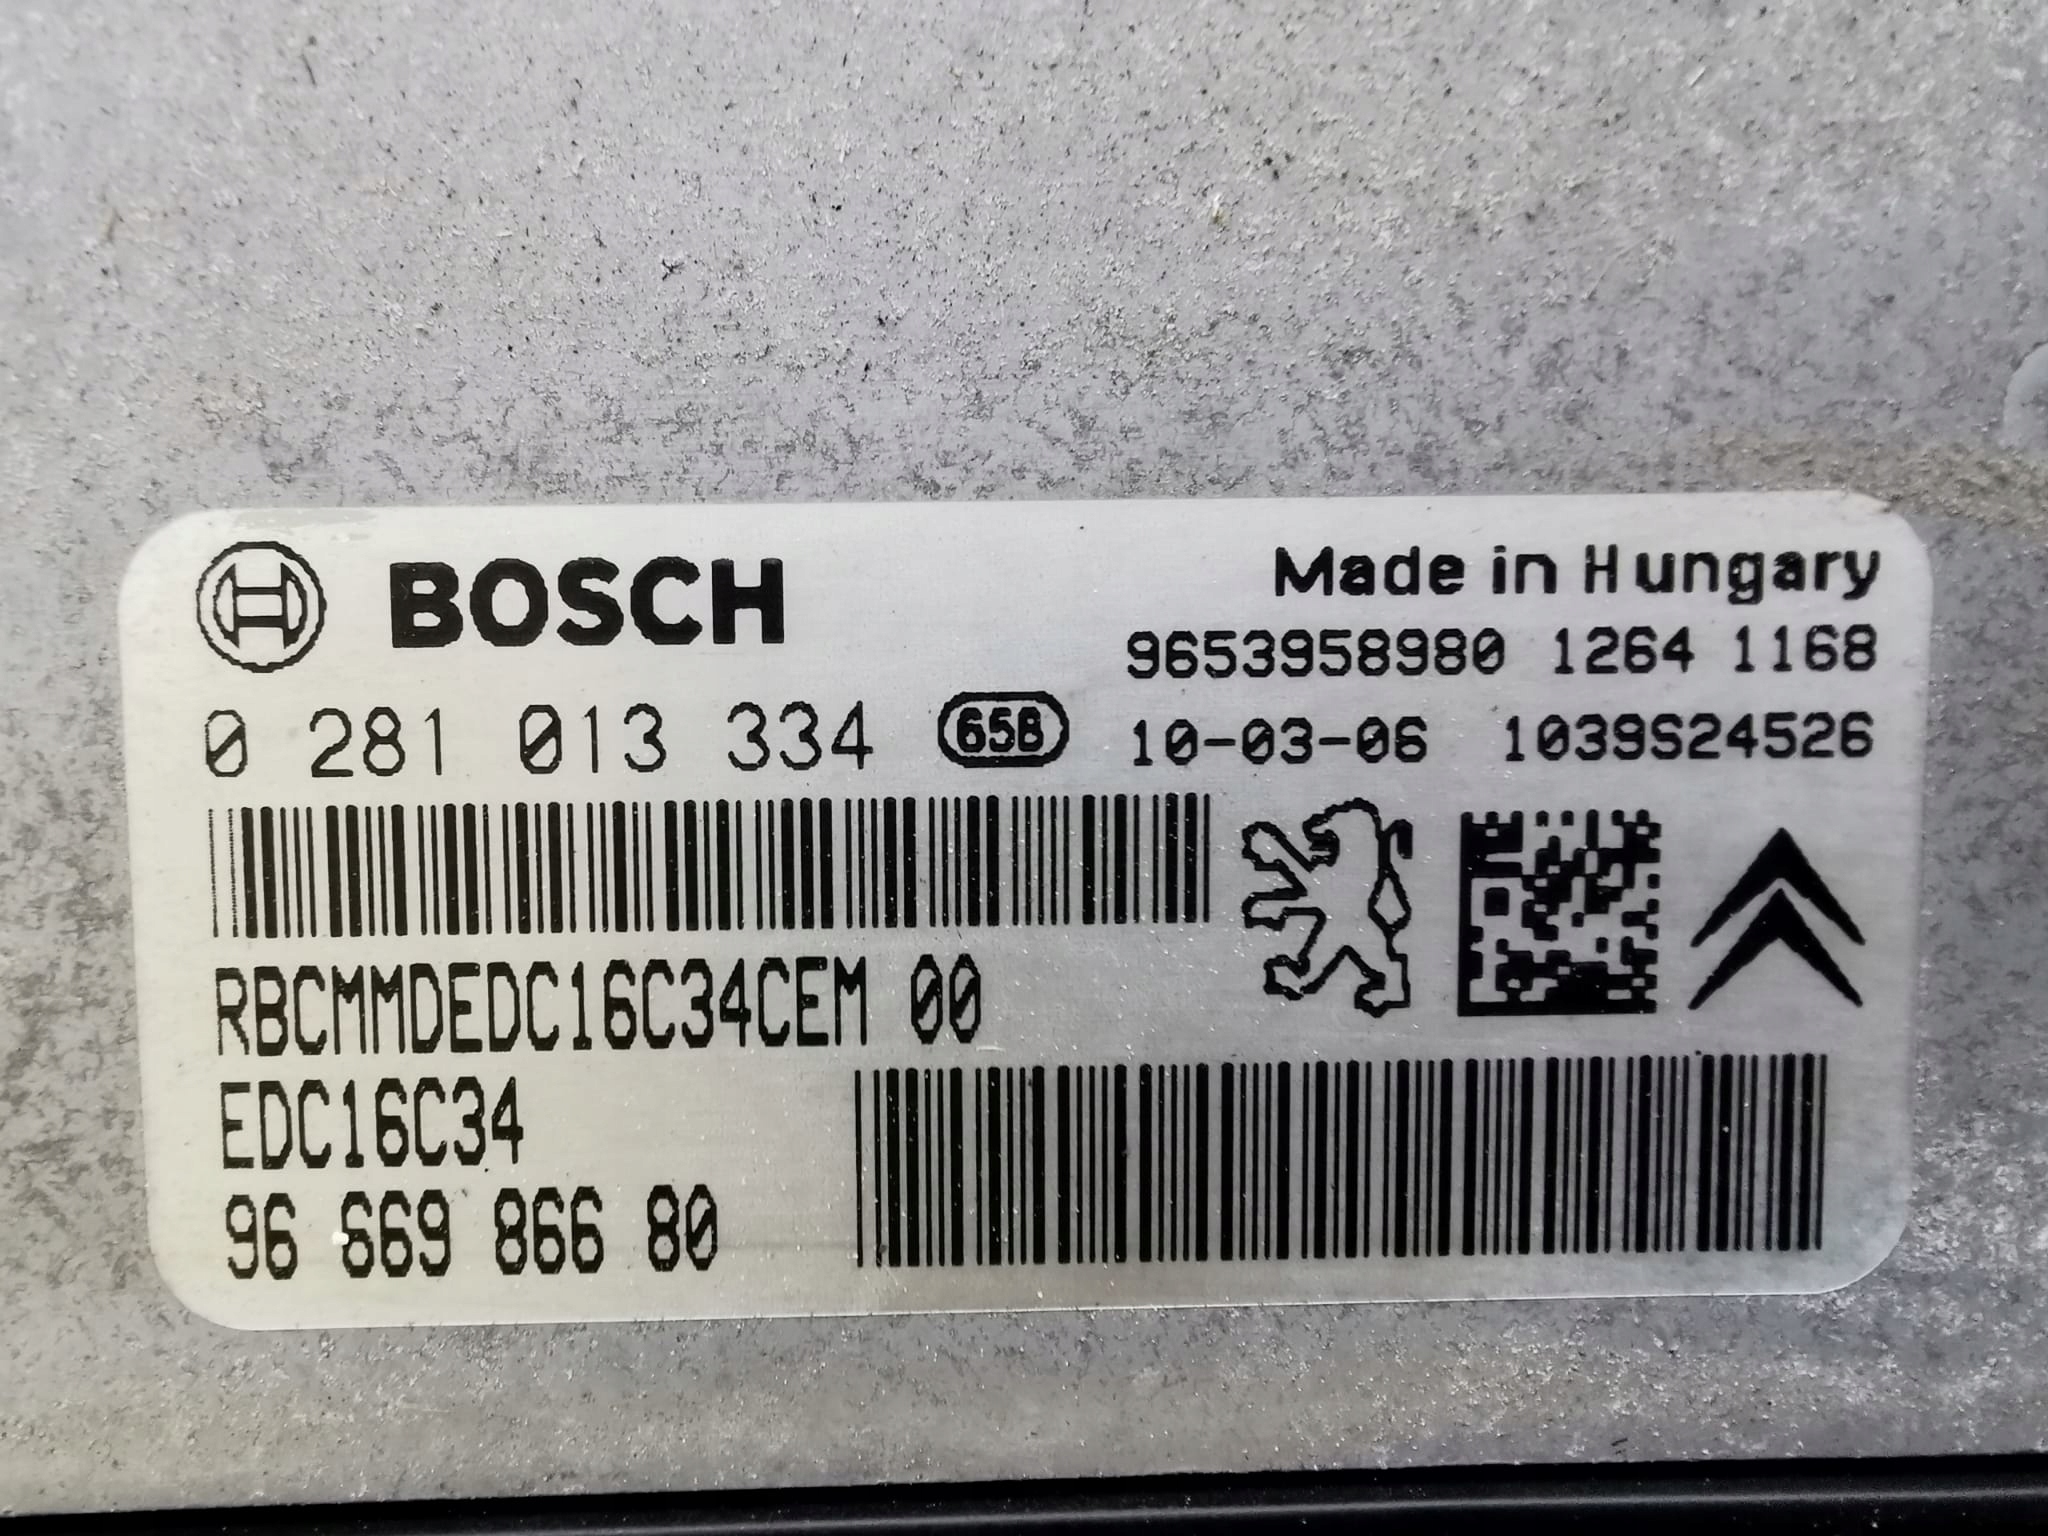 BOSCH
Made in Hungary
9653958980 1264 1168
0 281 013 334 65B 10-03-06 1039S24526
RBCMMDEDC16C34CEM 00
EDC16C34
96 669 866 80